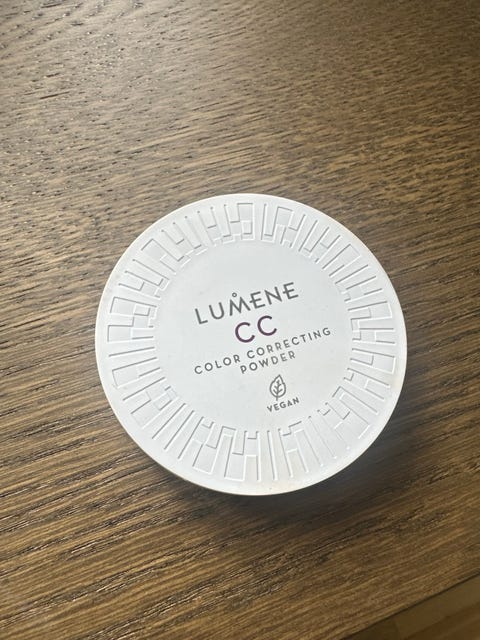 LUMENE
CC
COLOR CORRECTING
POWDER
VEGAN